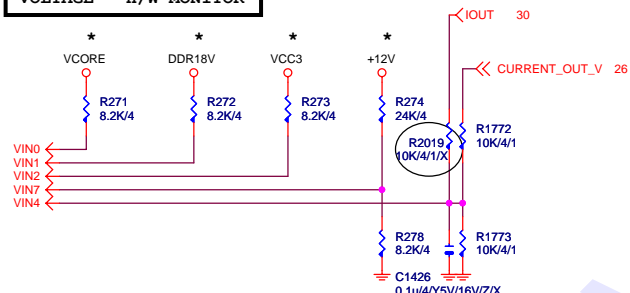 VOLTAGE H/W MONITOR
IOUT 30
* * * *
VCORE DDR18V VCC3 +12V
CURRENT_OUT_V 26
R271 8.2K/4
R272 8.2K/4
R273 8.2K/4
R274 24K/4
R2019 10K/4/1/X
R1772 10K/4/1
VIN0
VIN1
VIN2
VIN7
VIN4
R278 8.2K/4
R1773 10K/4/1
C1426
0.1u/4/Y5V/16V/Z/X